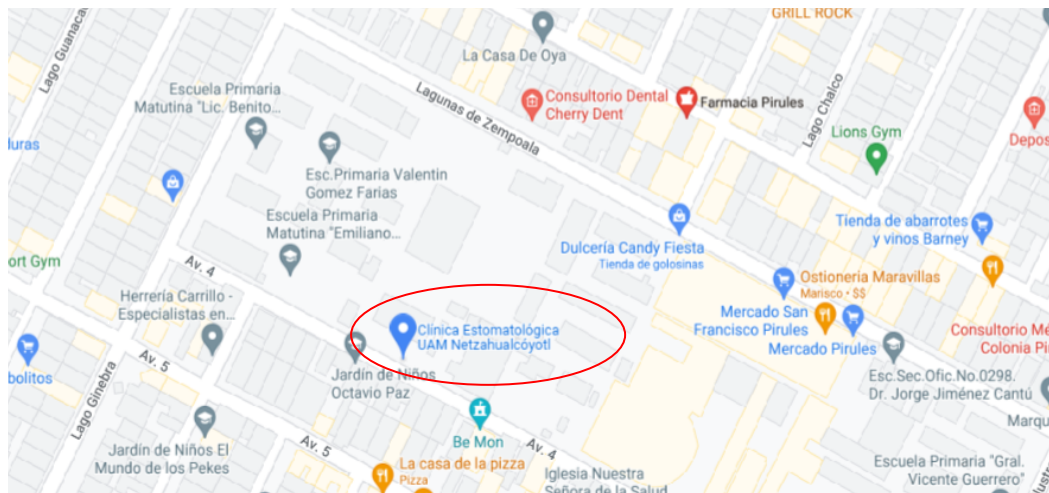 GRILL ROCK
Lago Guanacal
La Casa De Oya
Escuela Primaria
Matutina "Lic. Benito...
Lagunas de Zempoala
Consultorio Dental
Cherry Dent
Farmacia Pirules
Lago Chalco
Lions Gym
Depos
duras
Esc.Primaria Valentin
Gomez Farias
Escuela Primaria
Matutina "Emiliano...
Dulcería Candy Fiesta
Tienda de golosinas
Tienda de abarrotes
y vinos Barney
ort Gym
Av. 4
Herrería Carrillo -
Especialistas en...
Ostioneria Maravillas
Marisco • $$
Mercado San
Francisco Pirules
Mercado Pirules
Clínica Estomatológica
UAM Netzahualcóyotl
Consultorio Mé
Colonia Pi
bolitos
Av. 5
Jardín de Niños
Octavio Paz
Esc.Sec.Ofic.No.0298.
Dr. Jorge Jiménez Cantú
Lago Ginebra
Marqu
Be Mon
Av. 5
Av. 4
Jardín de Niños El
Mundo de los Pekes
La casa de la pizza
Pizza
Iglesia Nuestra
Señora de la Salud
Escuela Primaria "Gral.
Vicente Guerrero"